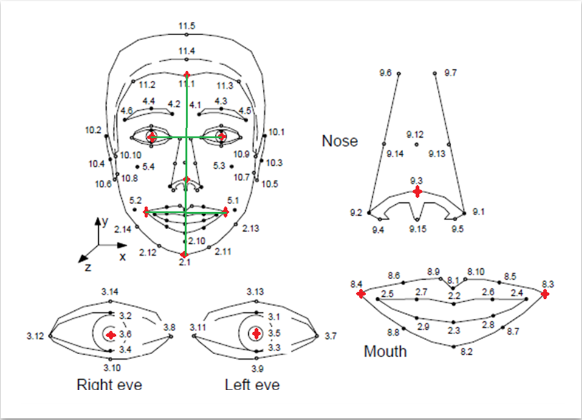 11.5
11.4
11.2 11.1 11.3
4.4 4.3
4.6 4.2 4.1 4.5
10.2 10.1
10.10 10.9
10.4 5.4 5.3 10.3
10.8 10.7
10.6 10.5
5.2 5.1
2.14 2.13
2.10
2.12 2.11
2.1
y
x
z
Nose
9.6 9.7
9.12
9.14 9.13
9.3
9.2 9.1
9.4 9.15 9.5
3.14
3.2
3.12 3.6 3.8
3.4
3.10
Right eye
3.13
3.1
3.11 3.5 3.7
3.3
3.9
Left eye
8.6 8.9 8.1 8.10 8.5
8.4 8.3
2.5 2.7 2.2 2.6 2.4
2.9 2.3 2.8
8.8 8.7
8.2
Mouth